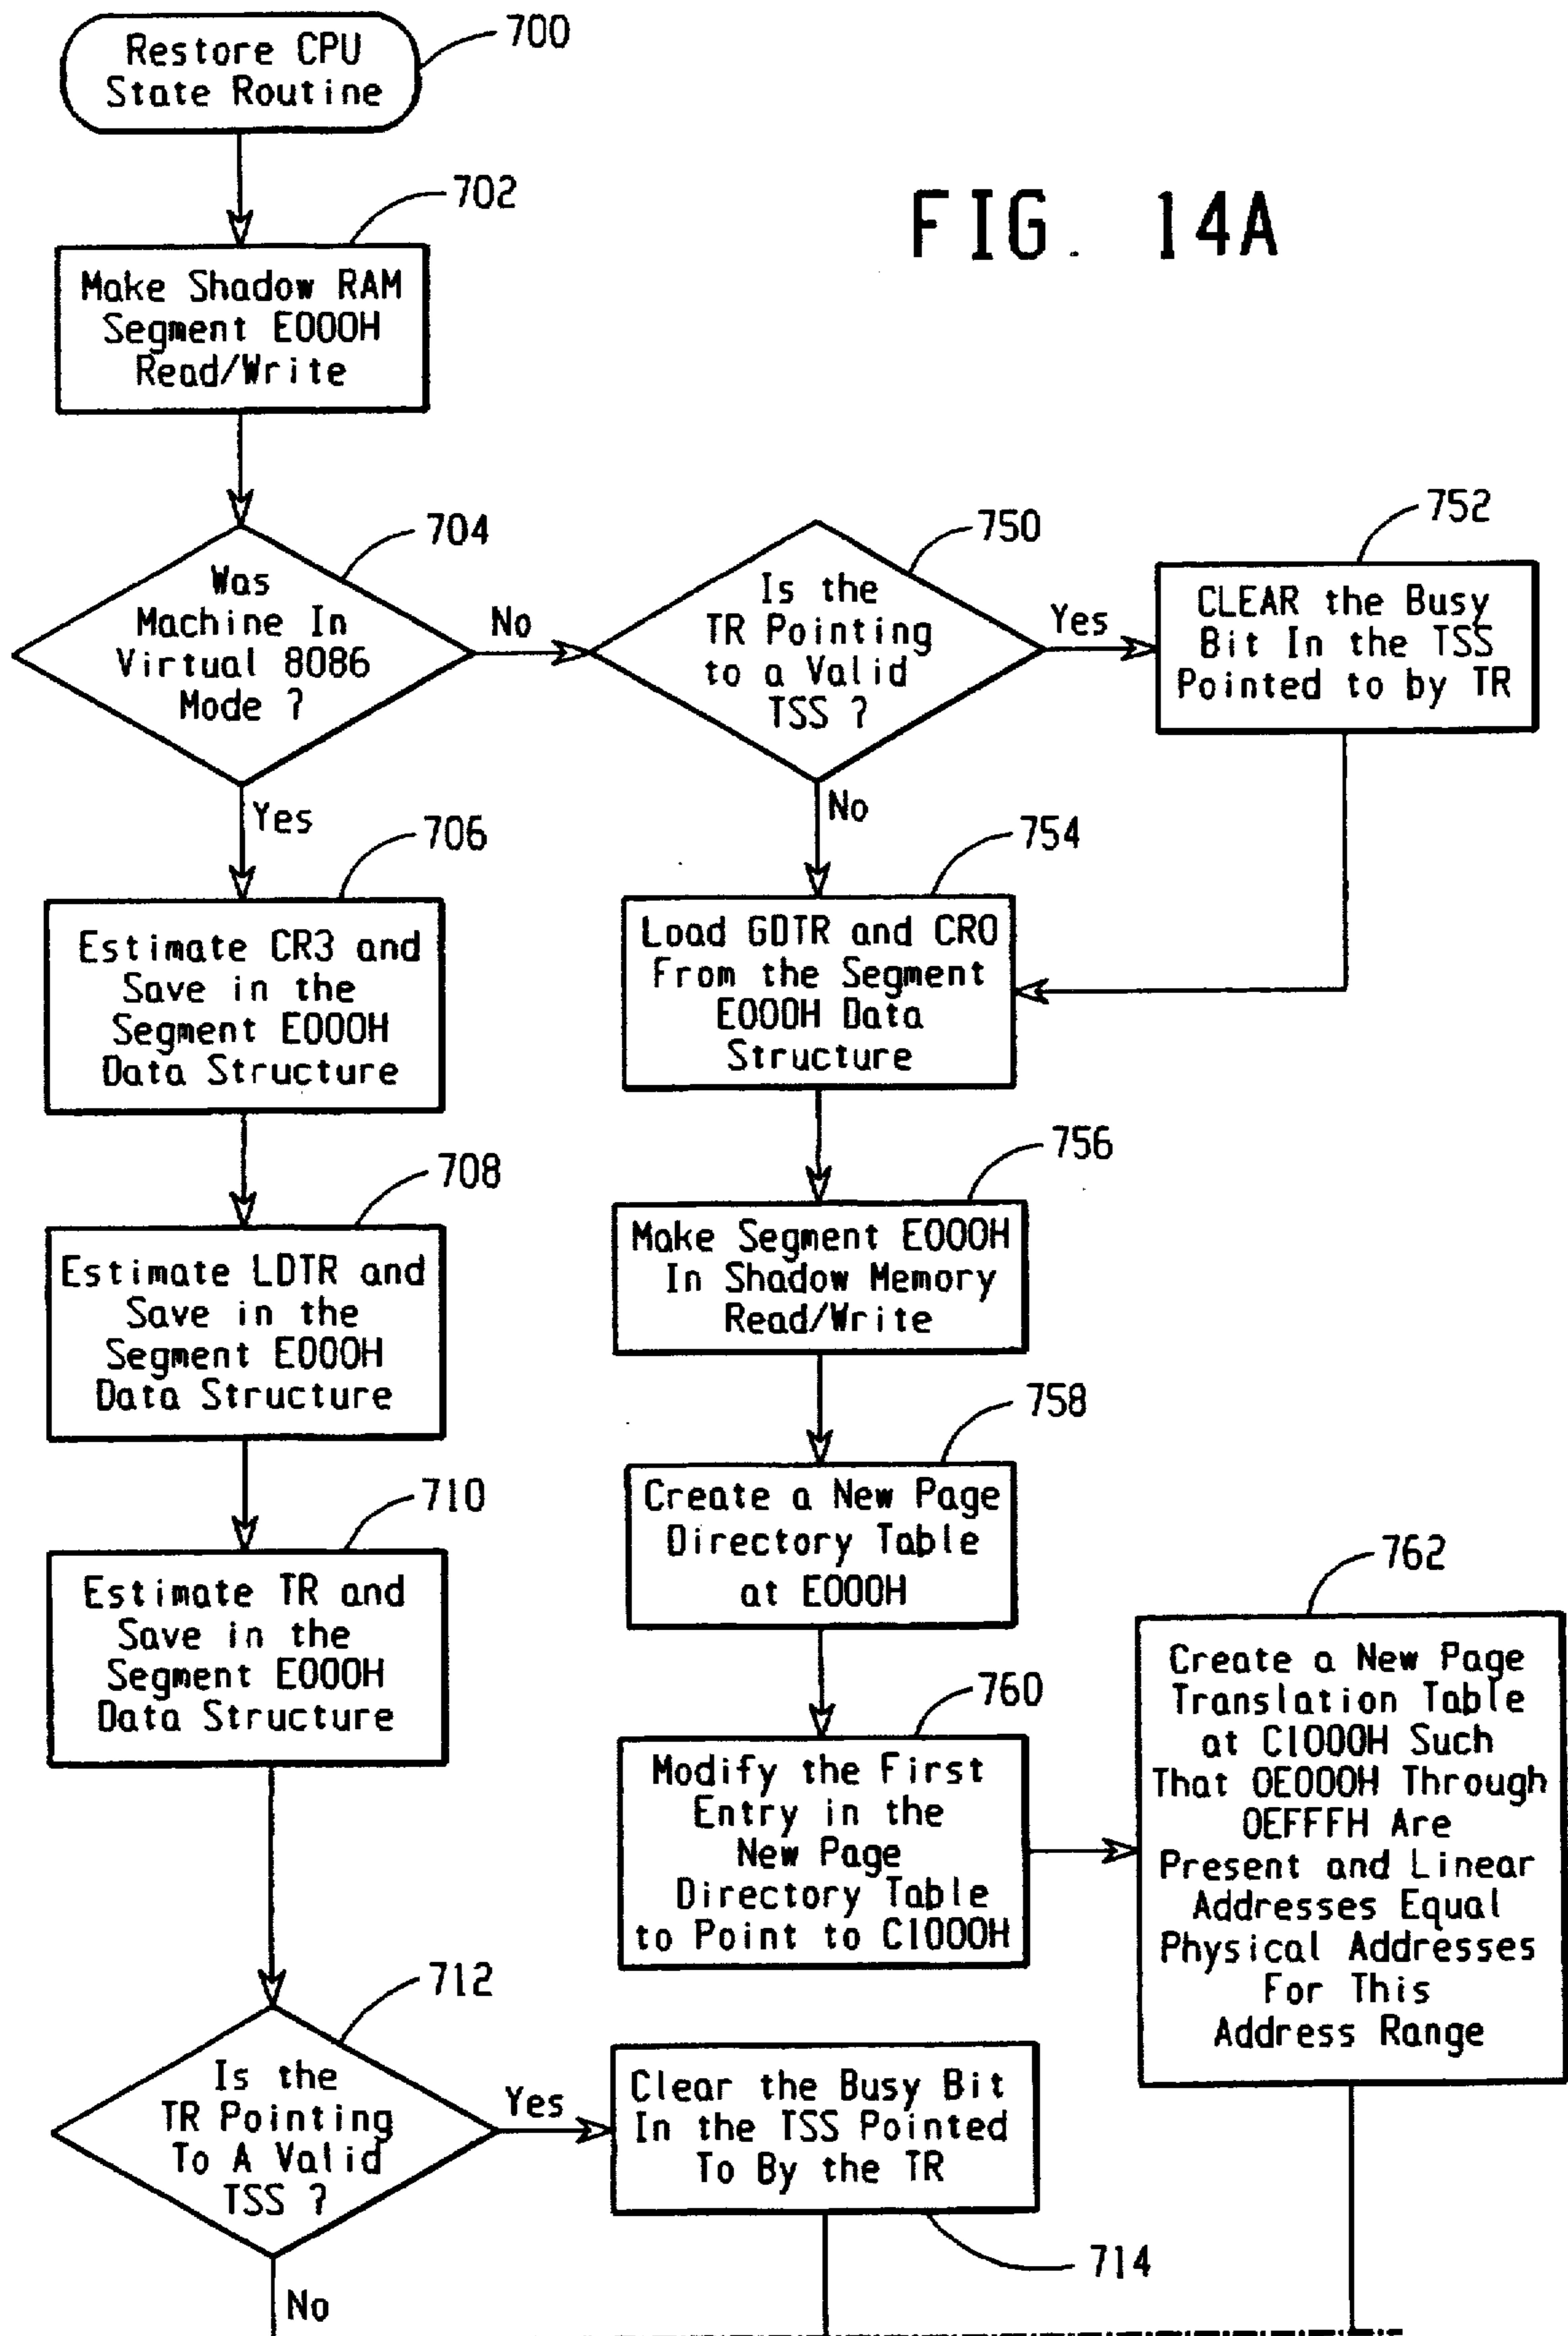 Restore CPU
State Routine
700
FIG. 14A
702
Make Shadow RAM
Segment E000H
Read/Write
704
Was
Machine In
Virtual 8086
Mode ?
No
Yes
750
Is the
TR Pointing
to a Valid
TSS ?
Yes
No
752
CLEAR the Busy
Bit In the TSS
Pointed to by TR
706
Estimate CR3 and
Save in the
Segment E000H
Data Structure
754
Load GDTR and CR0
From the Segment
E000H Data
Structure
708
Estimate LDTR and
Save in the
Segment E000H
Data Structure
756
Make Segment E000H
In Shadow Memory
Read/Write
758
Create a New Page
Directory Table
at E000H
710
Estimate TR and
Save in the
Segment E000H
Data Structure
760
Modify the First
Entry in the
New Page
Directory Table
to Point to C1000H
762
Create a New Page
Translation Table
at C1000H Such
That 0E000H Through
0EFFFH Are
Present and Linear
Addresses Equal
Physical Addresses
For This
Address Range
712
Is the
TR Pointing
To A Valid
TSS ?
Yes
No
Clear the Busy Bit
In the TSS Pointed
To By the TR
714